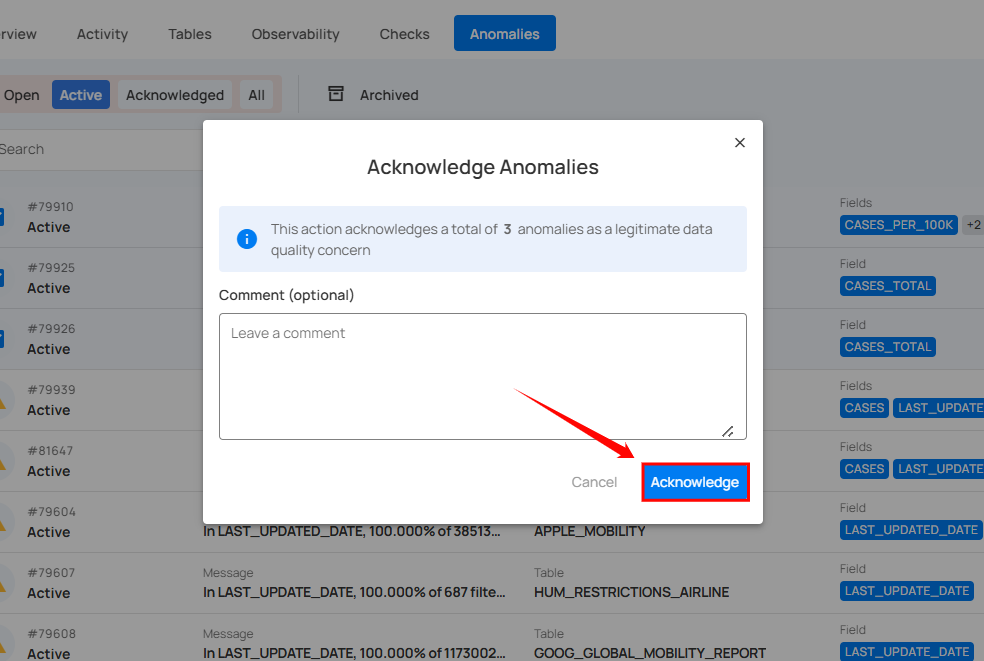 rview Activity Tables Observability Checks Anomalies
Open Active Acknowledged All Archived
Search
Acknowledge Anomalies
This action acknowledges a total of 3 anomalies as a legitimate data
quality concern
Comment (optional)
Leave a comment
Cancel Acknowledge
#79910 Fields
Active CASES_PER_100K +2
#79925 Field
Active CASES_TOTAL
#79926 Field
Active CASES_TOTAL
#79939 Fields
Active CASES LAST_UPDATE
#81647 Fields
Active CASES LAST_UPDATE
#79604 Field
Active In LAST_UPDATED_DATE, 100.000% of 38513... APPLE_MOBILITY LAST_UPDATED_DATE
#79607 Message Table Field
Active In LAST_UPDATE_DATE, 100.000% of 687 filte... HUM_RESTRICTIONS_AIRLINE LAST_UPDATE_DATE
#79608 Message Table Field
Active In LAST_UPDATE_DATE, 100.000% of 1173002... GOOG_GLOBAL_MOBILITY_REPORT LAST_UPDATE_DATE